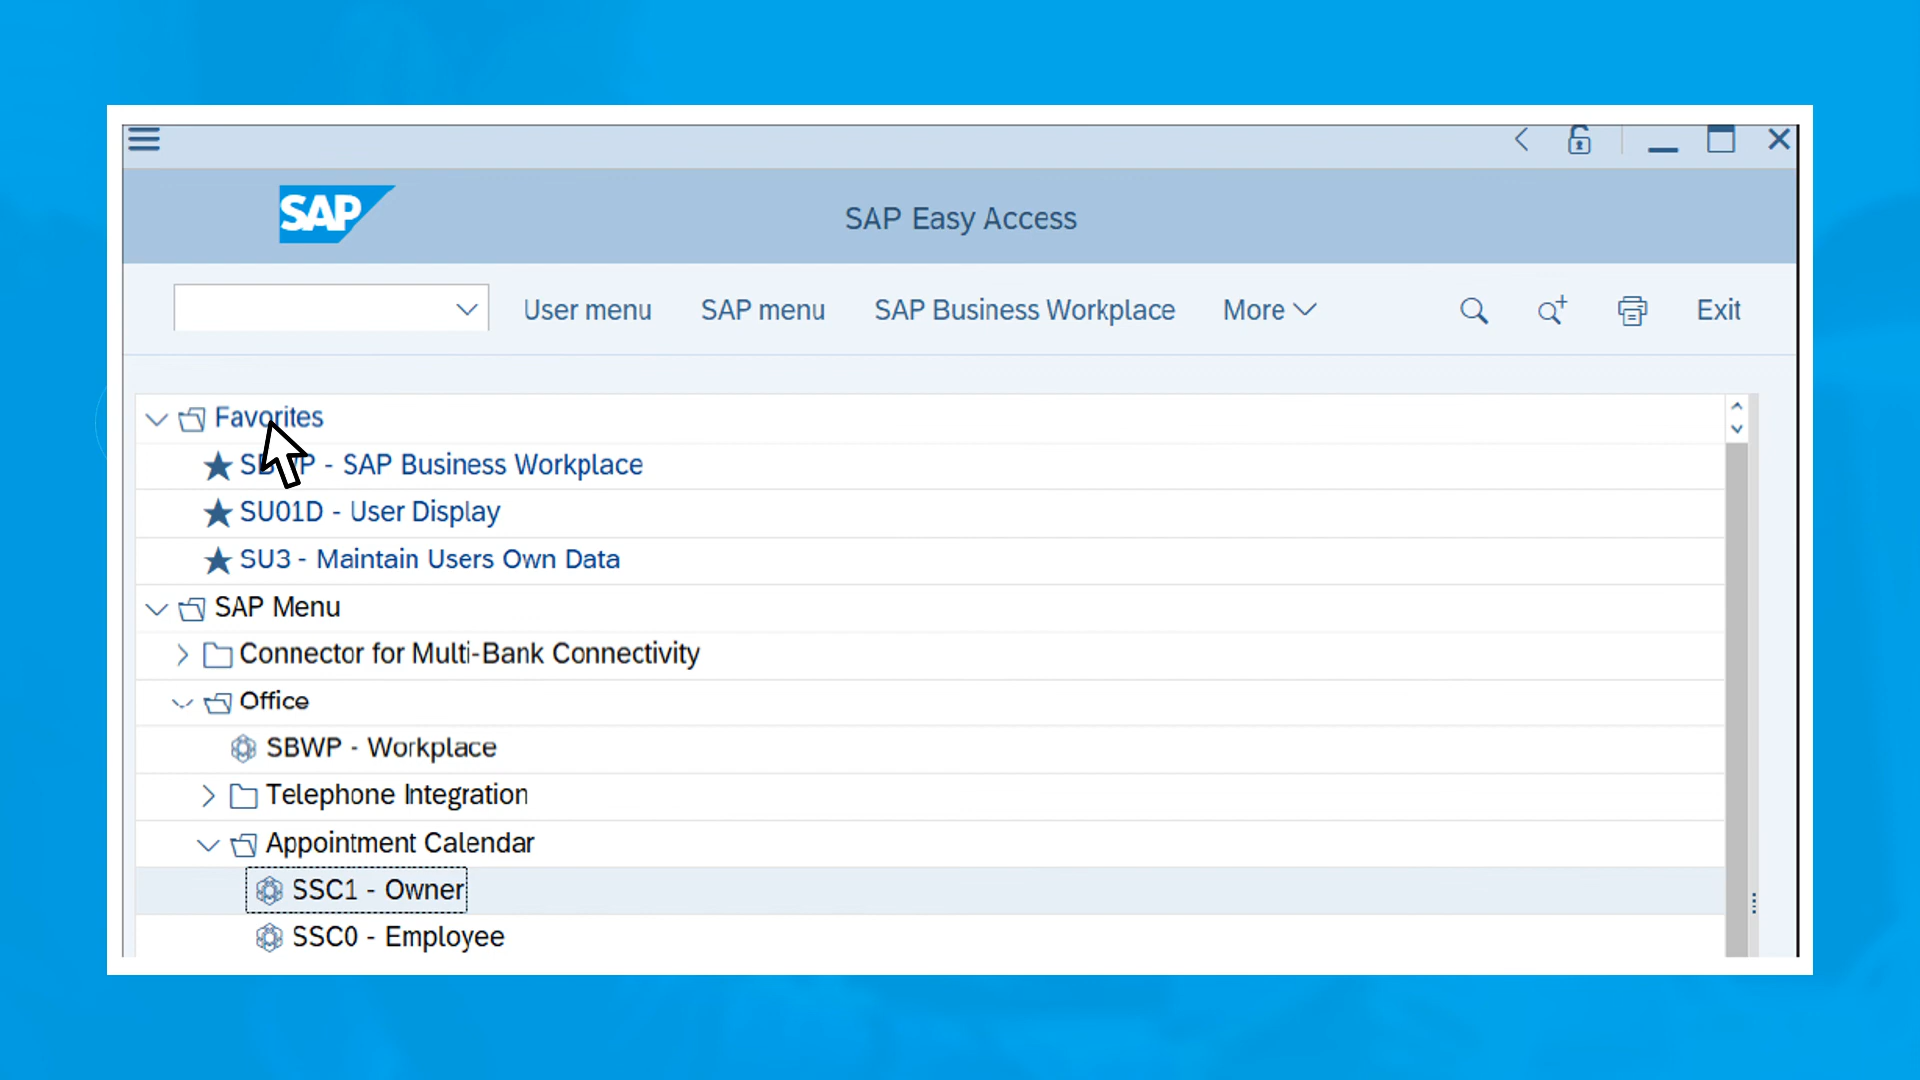 SAP
SAP Easy Access
User menu SAP menu SAP Business Workplace More Exit
Favorites
SBWP - SAP Business Workplace
SU01D - User Display
SU3 - Maintain Users Own Data
SAP Menu
Connector for Multi-Bank Connectivity
Office
SBWP - Workplace
Telephone Integration
Appointment Calendar
SSC1 - Owner
SSC0 - Employee